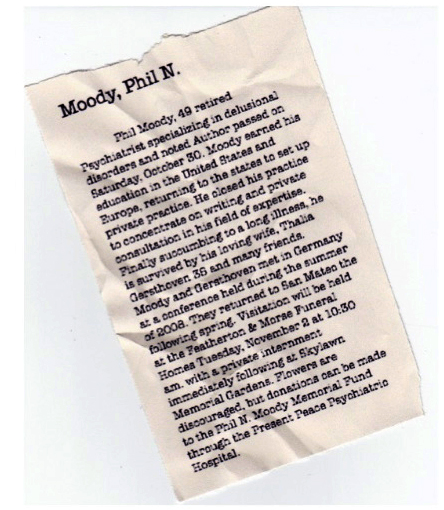 Moody, Phil N.
Phil Moody, 49 retired
Psychiatrist specializing in delusional
disorders and noted Author passed on
Saturday, October 30. Moody earned his
education in the United States and
Europe, returning to the states to set up
private practice. He closed his practice
to concentrate on writing and private
consultation in his field of expertise.
Finally succumbing to a long illness, he
is survived by his loving wife, Thalia
Gersthoven 36 and many friends.
Moody and Gersthoven met in Germany
at a conference held during the summer
of 2008. They returned to San Mateo the
following spring. Visitation will be held
at the Featherton & Morse Funeral
Homes Tuesday, November 2 at 10:30
am. with a private internment
immediately following at Skylawn
Memorial Gardens. Flowers are
discouraged, but donations can be made
to the Phil N. Moody Memorial Fund
through the Present Peace Psychiatric
Hospital.